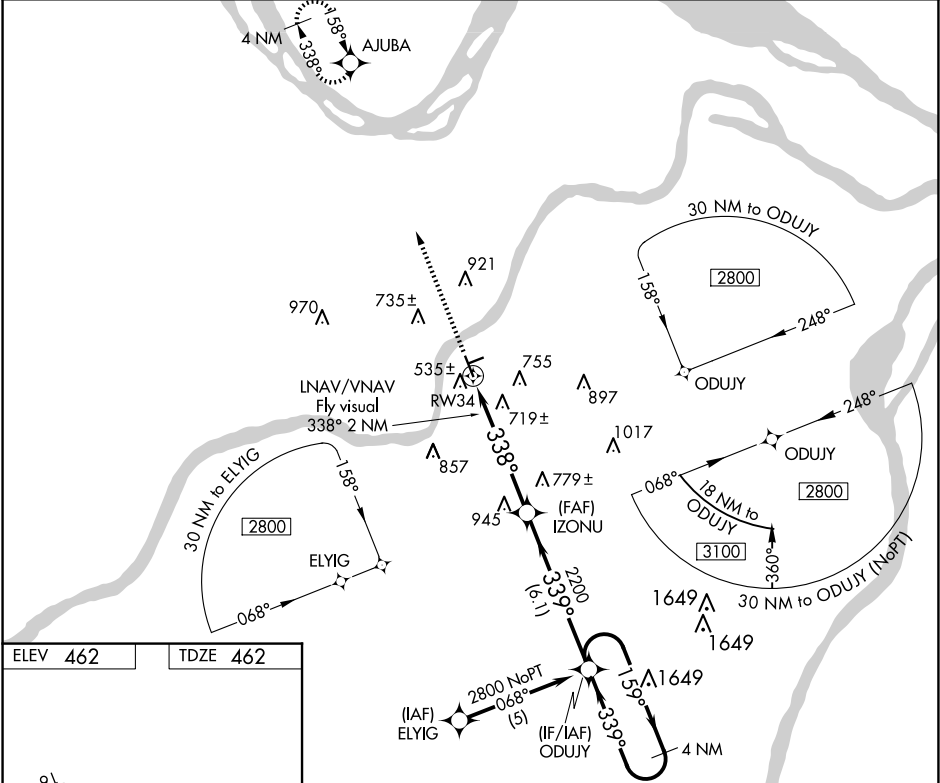 4 NM
158°
338°
AJUBA
30 NM to ODUJY
2800
158°
248°
ODUJY
921
970
735±
535±
755
RW34
897
719±
LNAV/VNAV
Fly visual
338° 2 NM
338°
1017
857
779±
945
(FAF)
IZONU
248°
ODUJY
068°
18 NM to
ODUJY
2800
3100
360°
30 NM to ODUJY (NoPT)
30 NM to ELYIG
158°
2800
ELYIG
068°
2200
339°
(6.1)
1649
1649
1649
2800 NoPT
068°
(5)
(IAF)
ELYIG
(IF/IAF)
ODUJY
159°
339°
4 NM
ELEV 462
TDZE 462